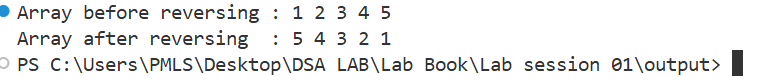 Array before reversing : 1 2 3 4 5
Array after reversing  : 5 4 3 2 1
PS C:\Users\PMLS\Desktop\DSA LAB\Lab Book\Lab session 01\output>